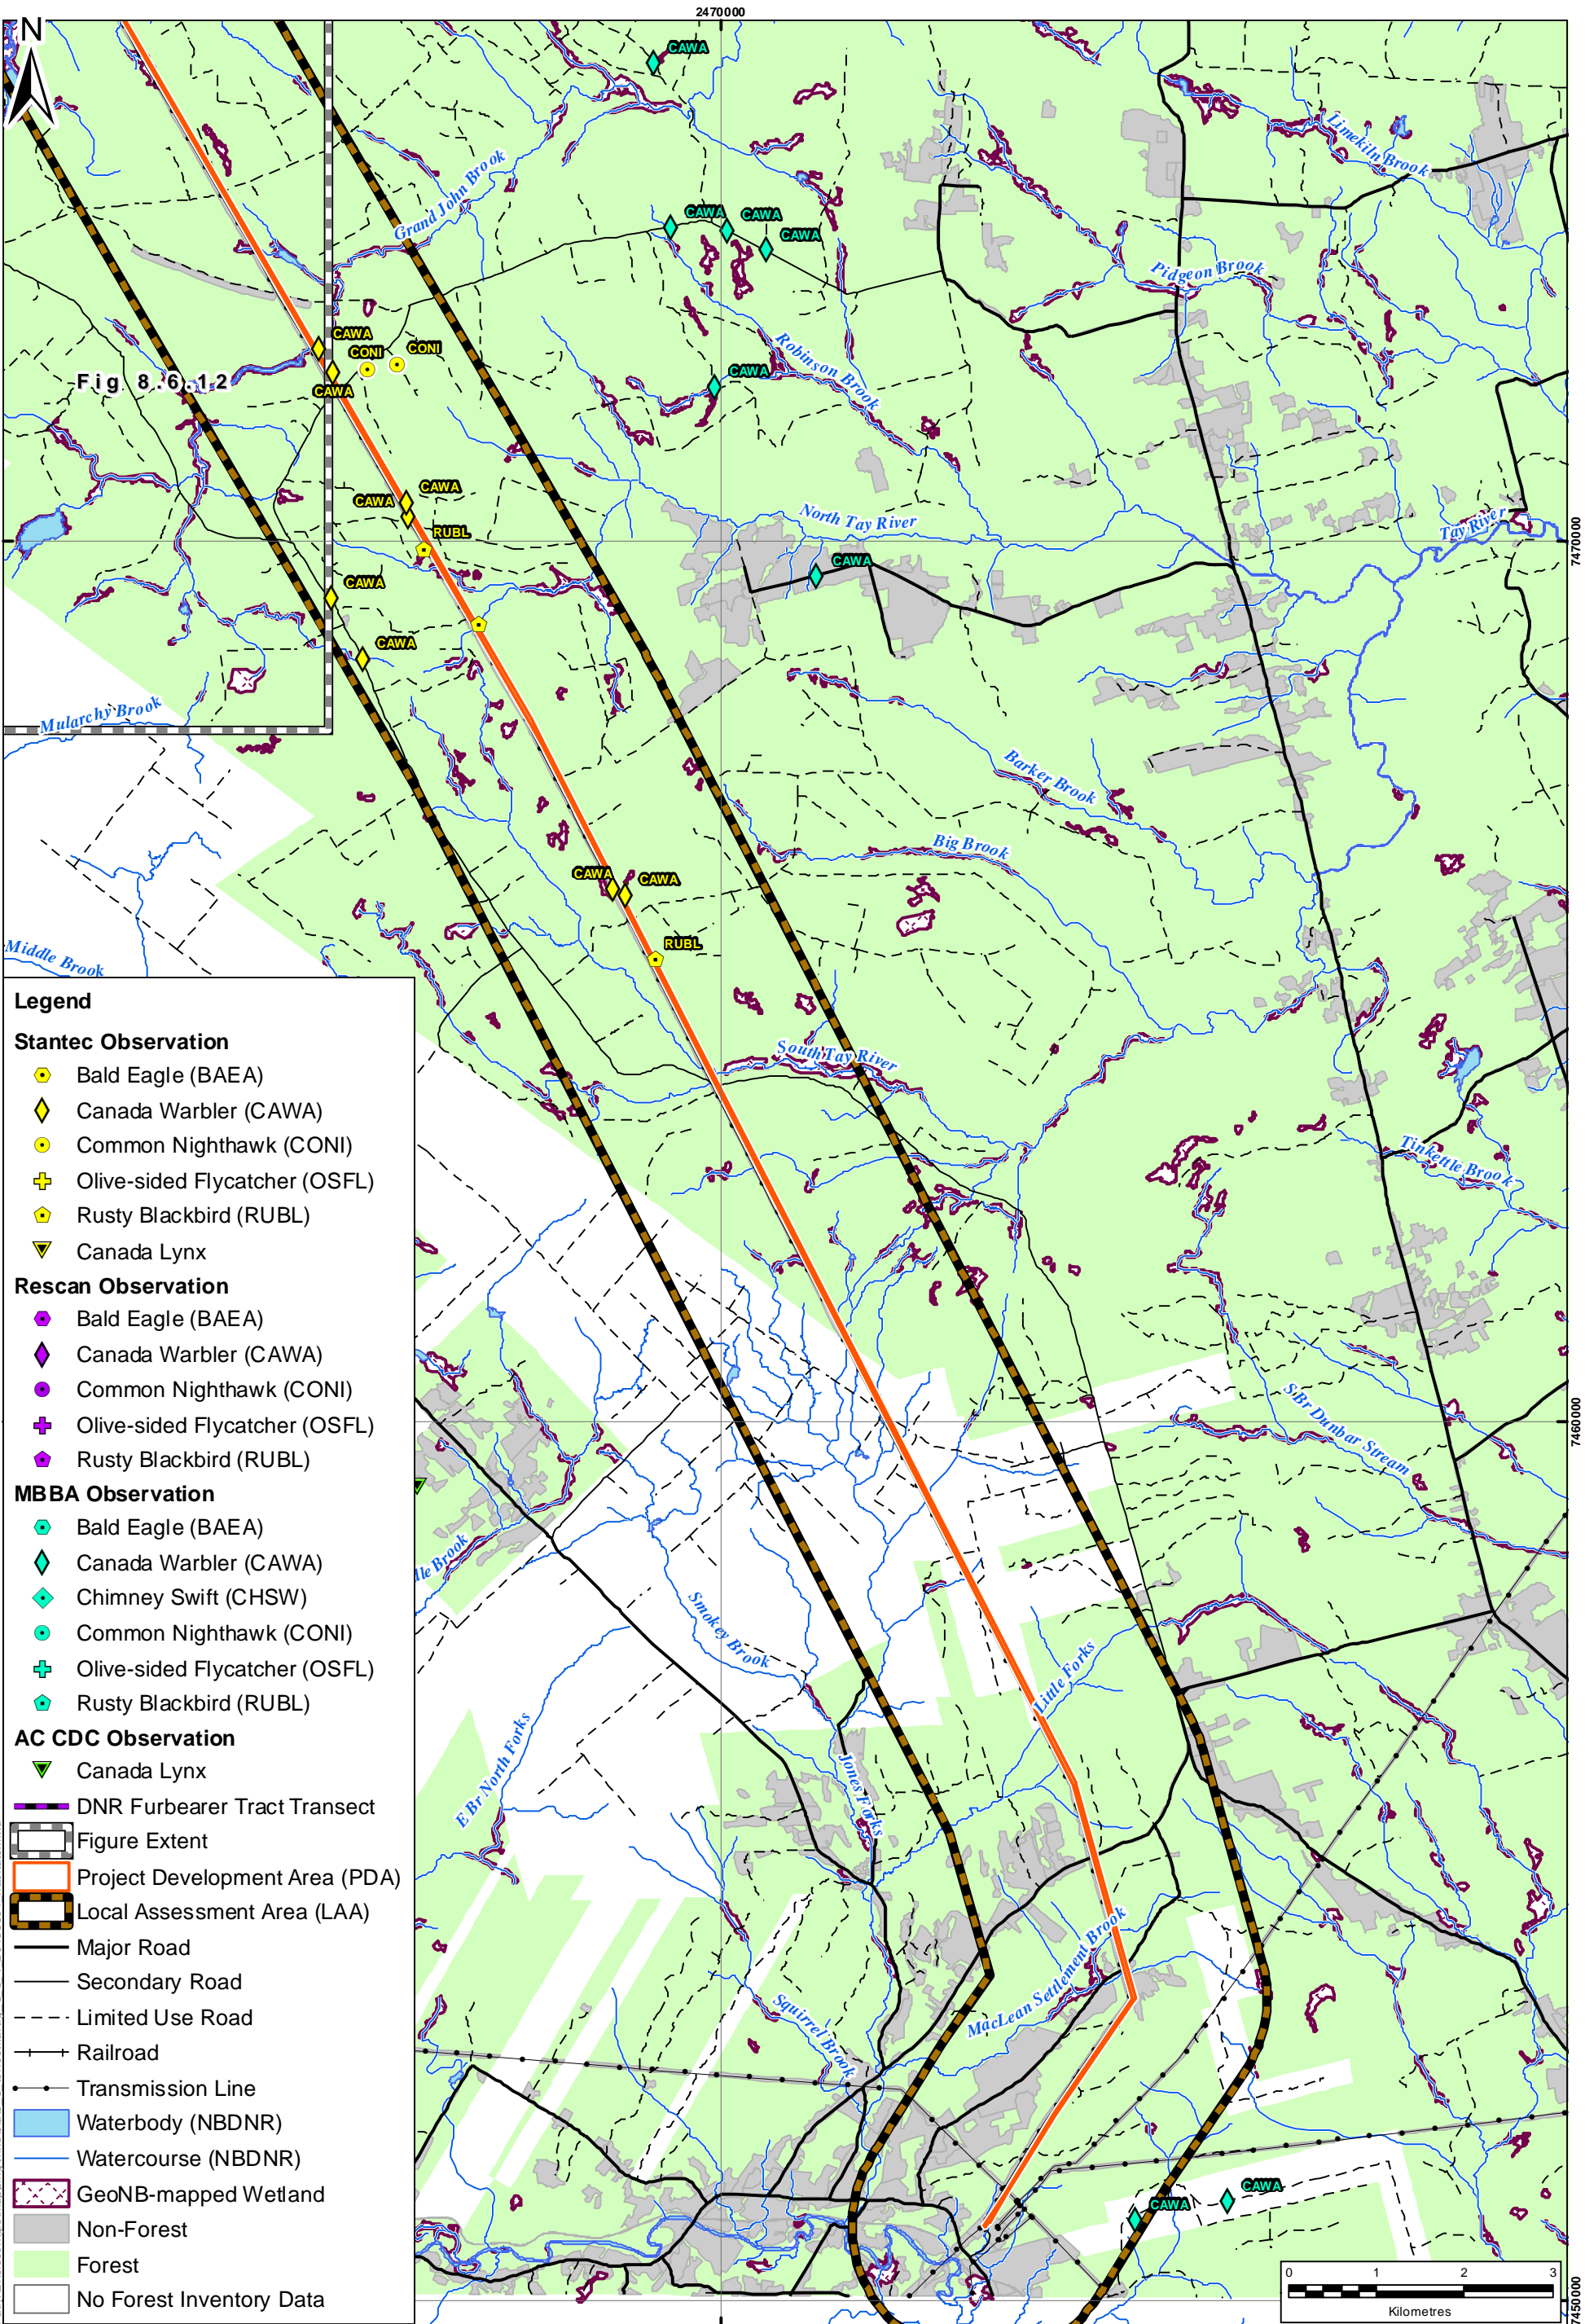 2470000
N
CAWA
Limekiln Brook
Grand John Brook
CAWA
CAWA
CAWA
Pidgeon Brook
CAWA
CONI
CONI
Robinson Brook
CAWA
Fig 8.6.12
CAWA
CAWA
CAWA
RUBL
North Tay River
Tay River
7470000
CAWA
CAWA
CAWA
Mularchy Brook
Barker Brook
Big Brook
CAWA
CAWA
RUBL
Middle Brook
South Tay River
Tinkettle Brook
S Br Dunbar Stream
7460000
lle Brook
Smokey Brook
Little Forks
E Br North Forks
Jones Forks
MacLean Settlement Brook
Squirrel Brook
CAWA
CAWA
Legend
Stantec Observation
Bald Eagle (BAEA)
Canada Warbler (CAWA)
Common Nighthawk (CONI)
Olive-sided Flycatcher (OSFL)
Rusty Blackbird (RUBL)
Canada Lynx
Rescan Observation
Bald Eagle (BAEA)
Canada Warbler (CAWA)
Common Nighthawk (CONI)
Olive-sided Flycatcher (OSFL)
Rusty Blackbird (RUBL)
MBBA Observation
Bald Eagle (BAEA)
Canada Warbler (CAWA)
Chimney Swift (CHSW)
Common Nighthawk (CONI)
Olive-sided Flycatcher (OSFL)
Rusty Blackbird (RUBL)
AC CDC Observation
Canada Lynx
DNR Furbearer Tract Transect
Figure Extent
Project Development Area (PDA)
Local Assessment Area (LAA)
Major Road
Secondary Road
Limited Use Road
Railroad
Transmission Line
Waterbody (NBDNR)
Watercourse (NBDNR)
GeoNB-mapped Wetland
Non-Forest
Forest
No Forest Inventory Data
0 1 2 3
Kilometres